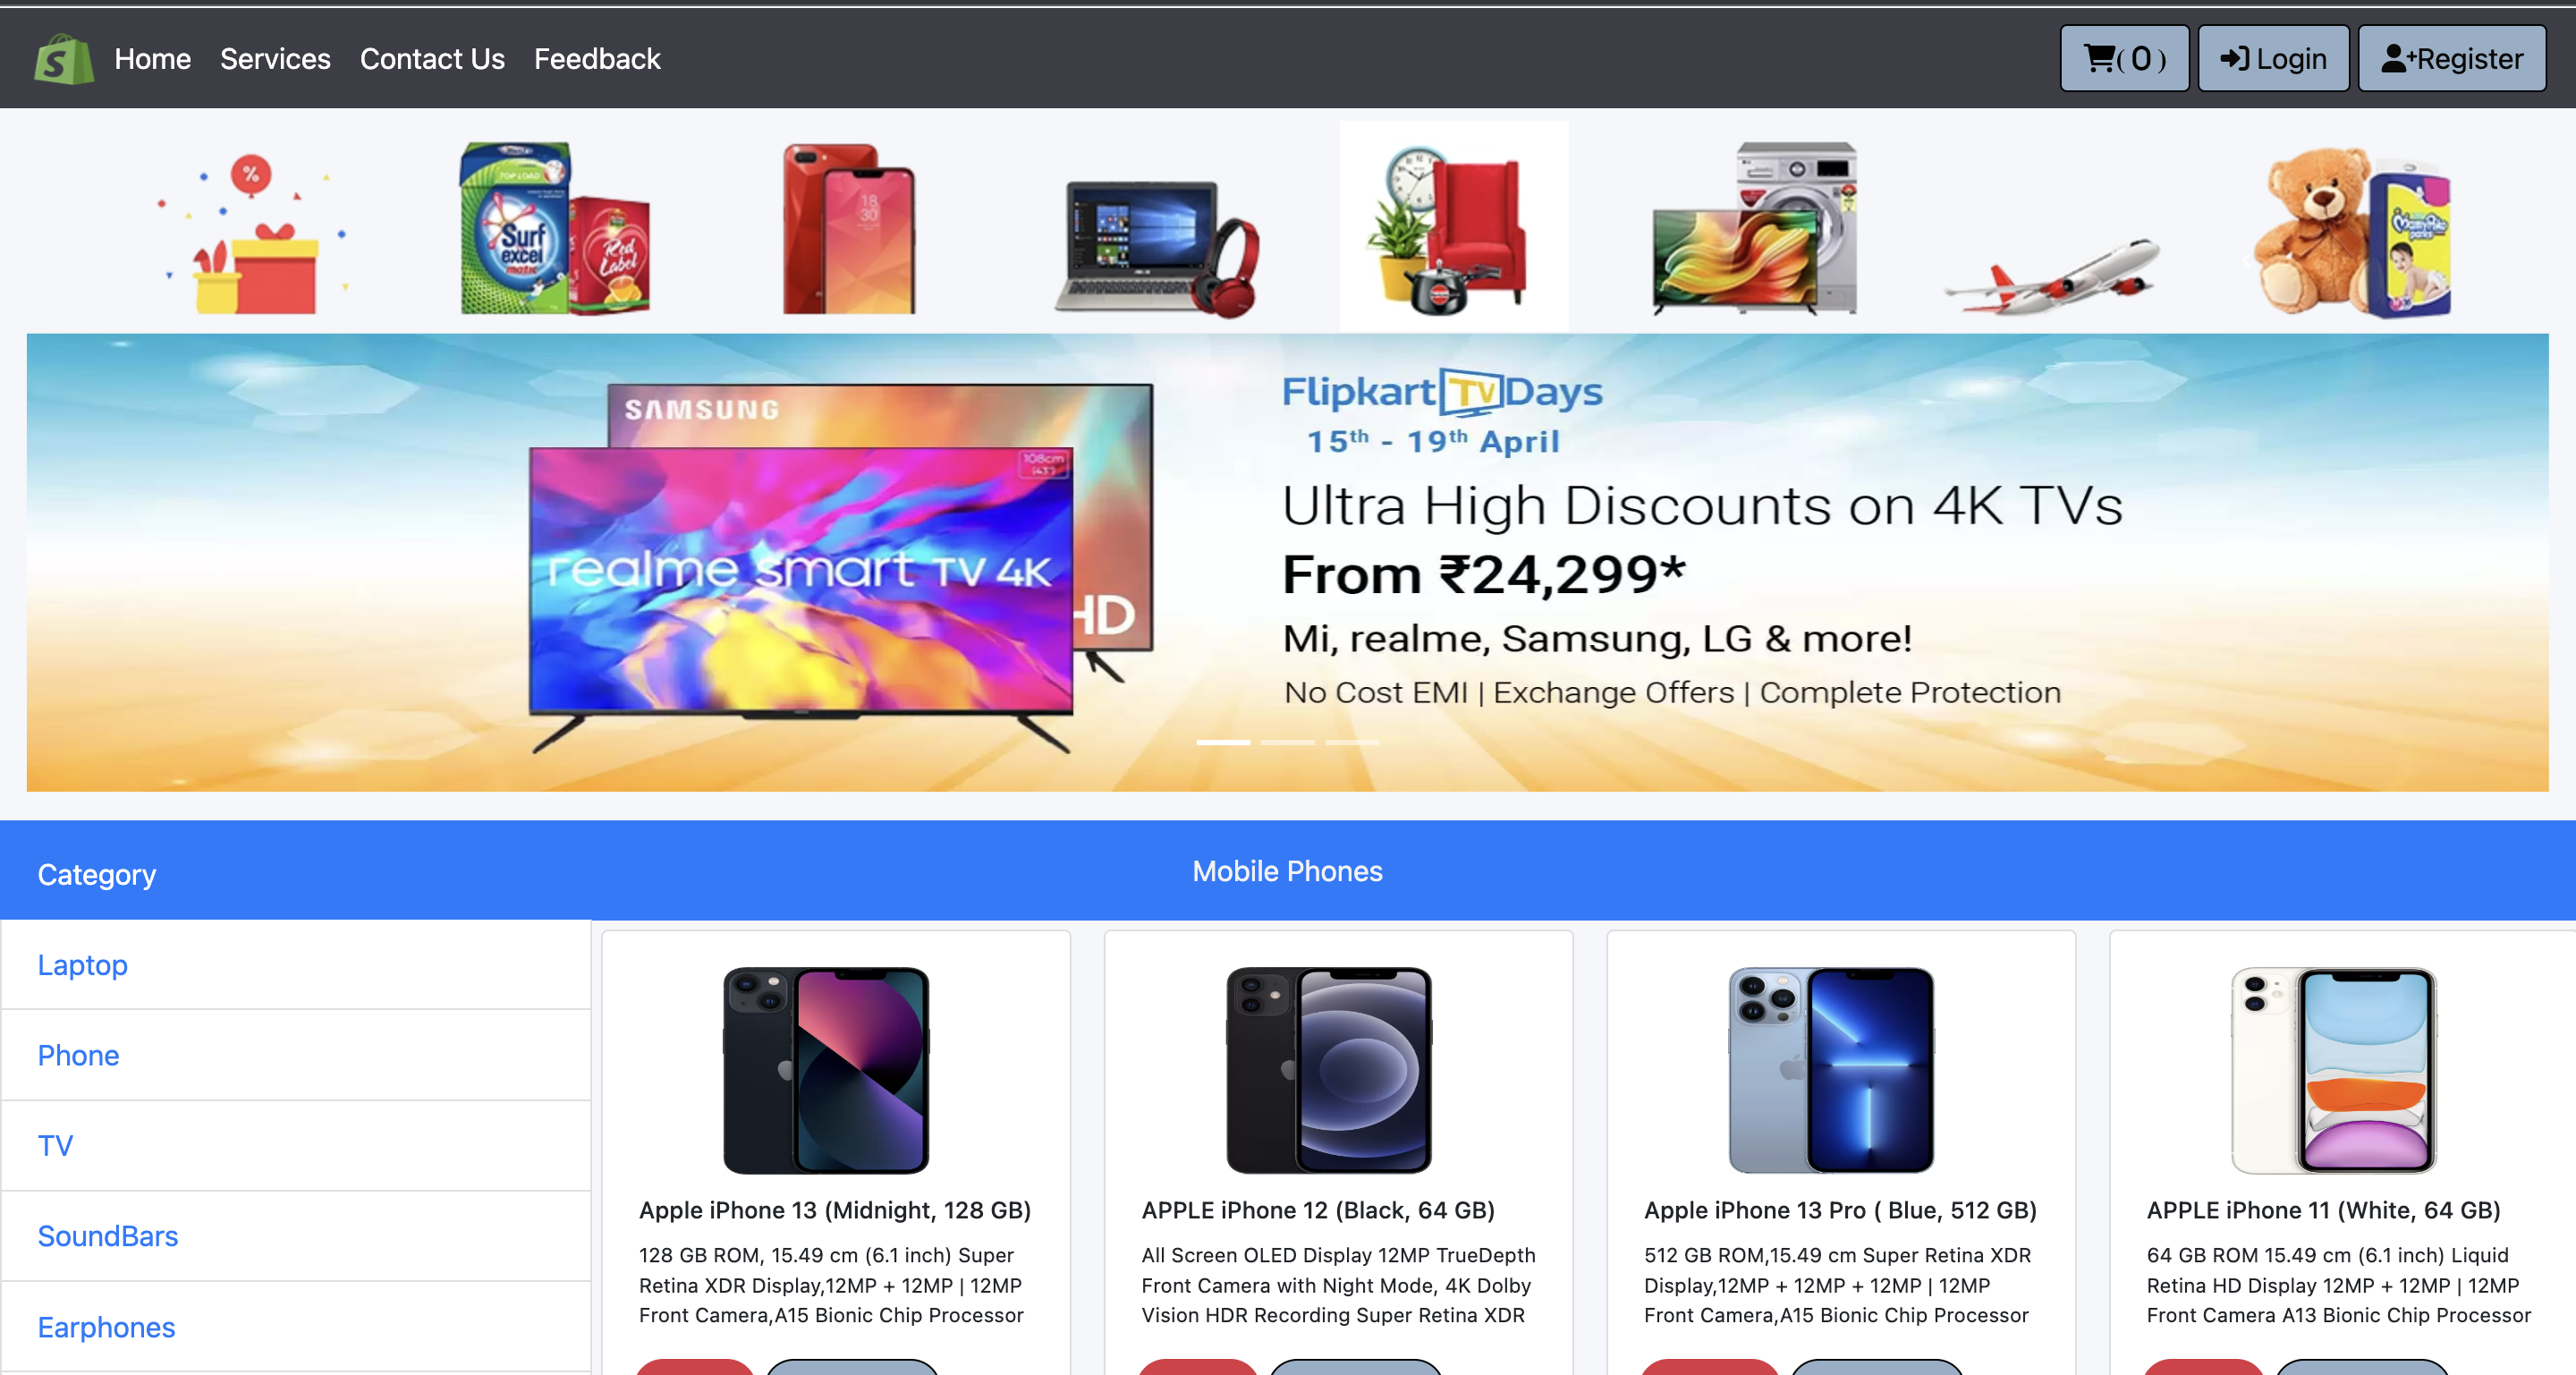 S
Home Services Contact Us Feedback
( 0 ) Login Register
%
TOP LOAD
Surf
excel
matic
Red
Label
18
30
SAMSUNG
108cm
(43")
realme smart TV 4K
HD
Flipkart TV Days
15th - 19th April
Ultra High Discounts on 4K TVs
From ₹24,299*
Mi, realme, Samsung, LG & more!
No Cost EMI | Exchange Offers | Complete Protection
Category
Mobile Phones
Laptop
Phone
TV
SoundBars
Earphones
Apple iPhone 13 (Midnight, 128 GB)
128 GB ROM, 15.49 cm (6.1 inch) Super
Retina XDR Display,12MP + 12MP | 12MP
Front Camera,A15 Bionic Chip Processor
APPLE iPhone 12 (Black, 64 GB)
All Screen OLED Display 12MP TrueDepth
Front Camera with Night Mode, 4K Dolby
Vision HDR Recording Super Retina XDR
Apple iPhone 13 Pro ( Blue, 512 GB)
512 GB ROM,15.49 cm Super Retina XDR
Display,12MP + 12MP + 12MP | 12MP
Front Camera,A15 Bionic Chip Processor
APPLE iPhone 11 (White, 64 GB)
64 GB ROM 15.49 cm (6.1 inch) Liquid
Retina HD Display 12MP + 12MP | 12MP
Front Camera A13 Bionic Chip Processor